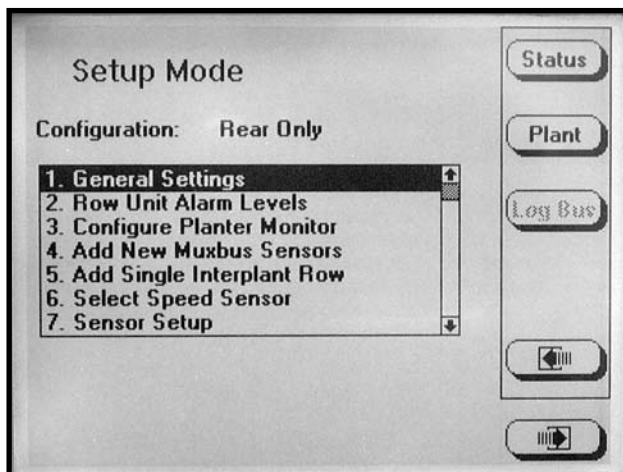 Setup Mode
Configuration: Rear Only
1. General Settings
2. Row Unit Alarm Levels
3. Configure Planter Monitor
4. Add New Muxbus Sensors
5. Add Single Interplant Row
6. Select Speed Sensor
7. Sensor Setup
Status
Plant
Log Bus